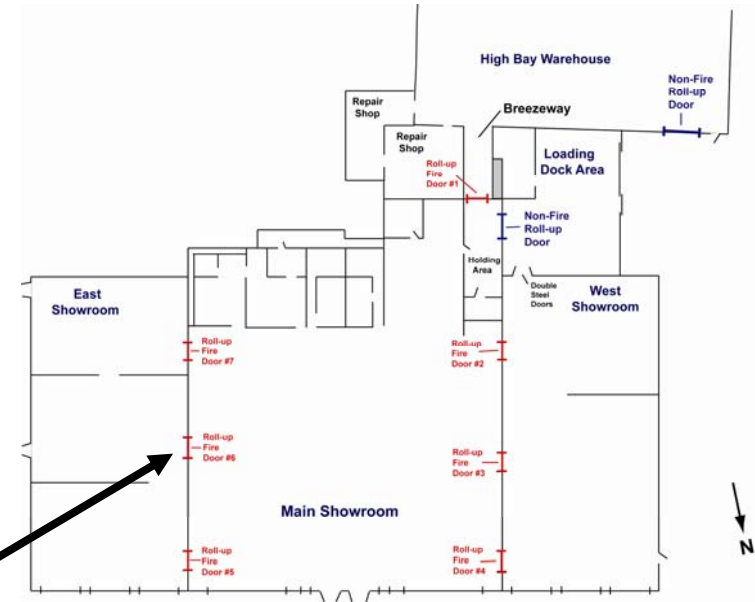 High Bay Warehouse
Non-Fire
Roll-up
Door
Repair
Shop
Breezeway
Repair
Shop
Loading
Dock Area
Roll-up
Fire
Door #1
Non-Fire
Roll-up
Door
Holding
Area
Double
Steel
Doors
East
Showroom
West
Showroom
Roll-up
Fire
Door #7
Roll-up
Fire
Door #2
Roll-up
Fire
Door #6
Roll-up
Fire
Door #3
Main Showroom
Roll-up
Fire
Door #5
Roll-up
Fire
Door #4
N